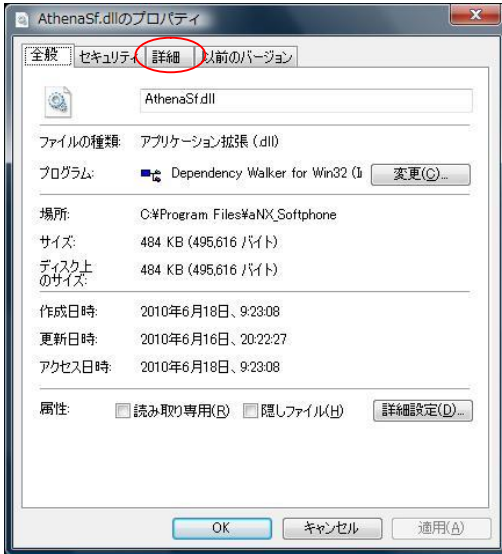 AthenaSf.dllのプロパティ
全般 セキュリティ 詳細 以前のバージョン
AthenaSf.dll
ファイルの種類: アプリケーション拡張 (.dll)
プログラム: Dependency Walker for Win32 (I 変更(C)...
場所: C:¥Program Files¥aNX_Softphone
サイズ: 484 KB (495,616 バイト)
ディスク上
のサイズ: 484 KB (495,616 バイト)
作成日時: 2010年6月18日、9:23:08
更新日時: 2010年6月16日、20:22:27
アクセス日時: 2010年6月18日、9:23:08
属性: 読み取り専用(R) 隠しファイル(H) 詳細設定(D)...
OK キャンセル 適用(A)